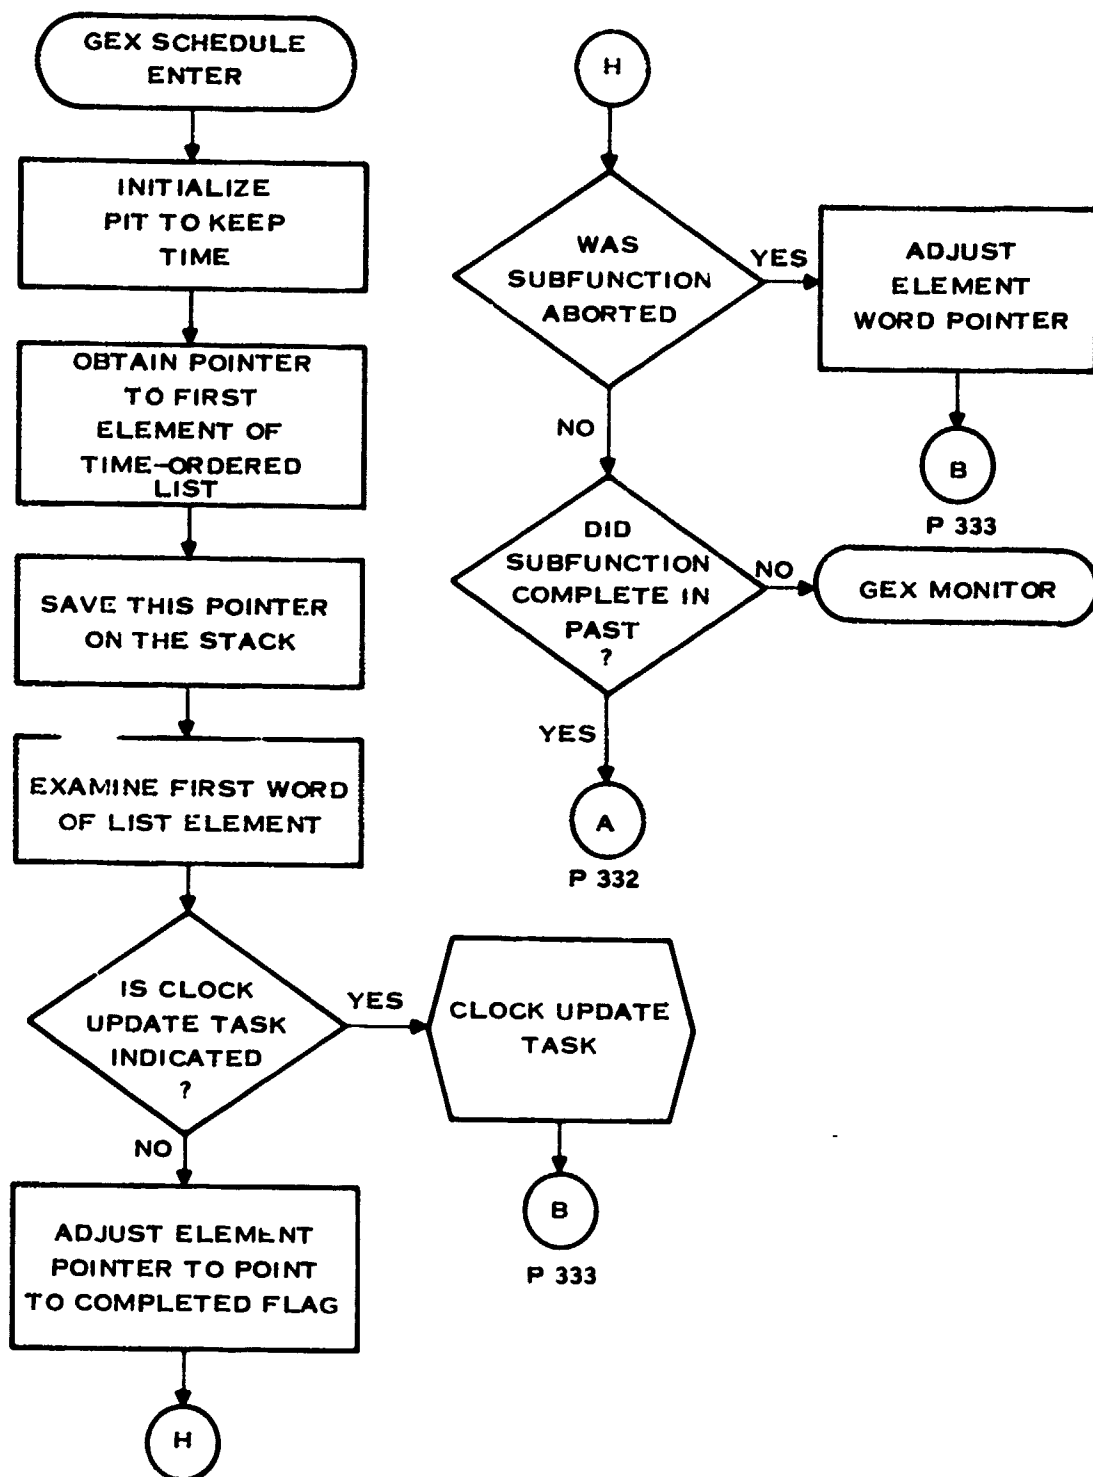 GEX SCHEDULE
ENTER
INITIALIZE
PIT TO KEEP
TIME
OBTAIN POINTER
TO FIRST
ELEMENT OF
TIME-ORDERED
LIST
SAVE THIS POINTER
ON THE STACK
EXAMINE FIRST WORD
OF LIST ELEMENT
IS CLOCK
UPDATE TASK
INDICATED
?
YES
CLOCK UPDATE
TASK
B
P 333
NO
ADJUST ELEMENT
POINTER TO POINT
TO COMPLETED FLAG
H
H
WAS
SUBFUNCTION
ABORTED
YES
ADJUST
ELEMENT
WORD POINTER
B
P 333
NO
DID
SUBFUNCTION
COMPLETE IN
PAST
?
NO
GEX MONITOR
YES
A
P 332